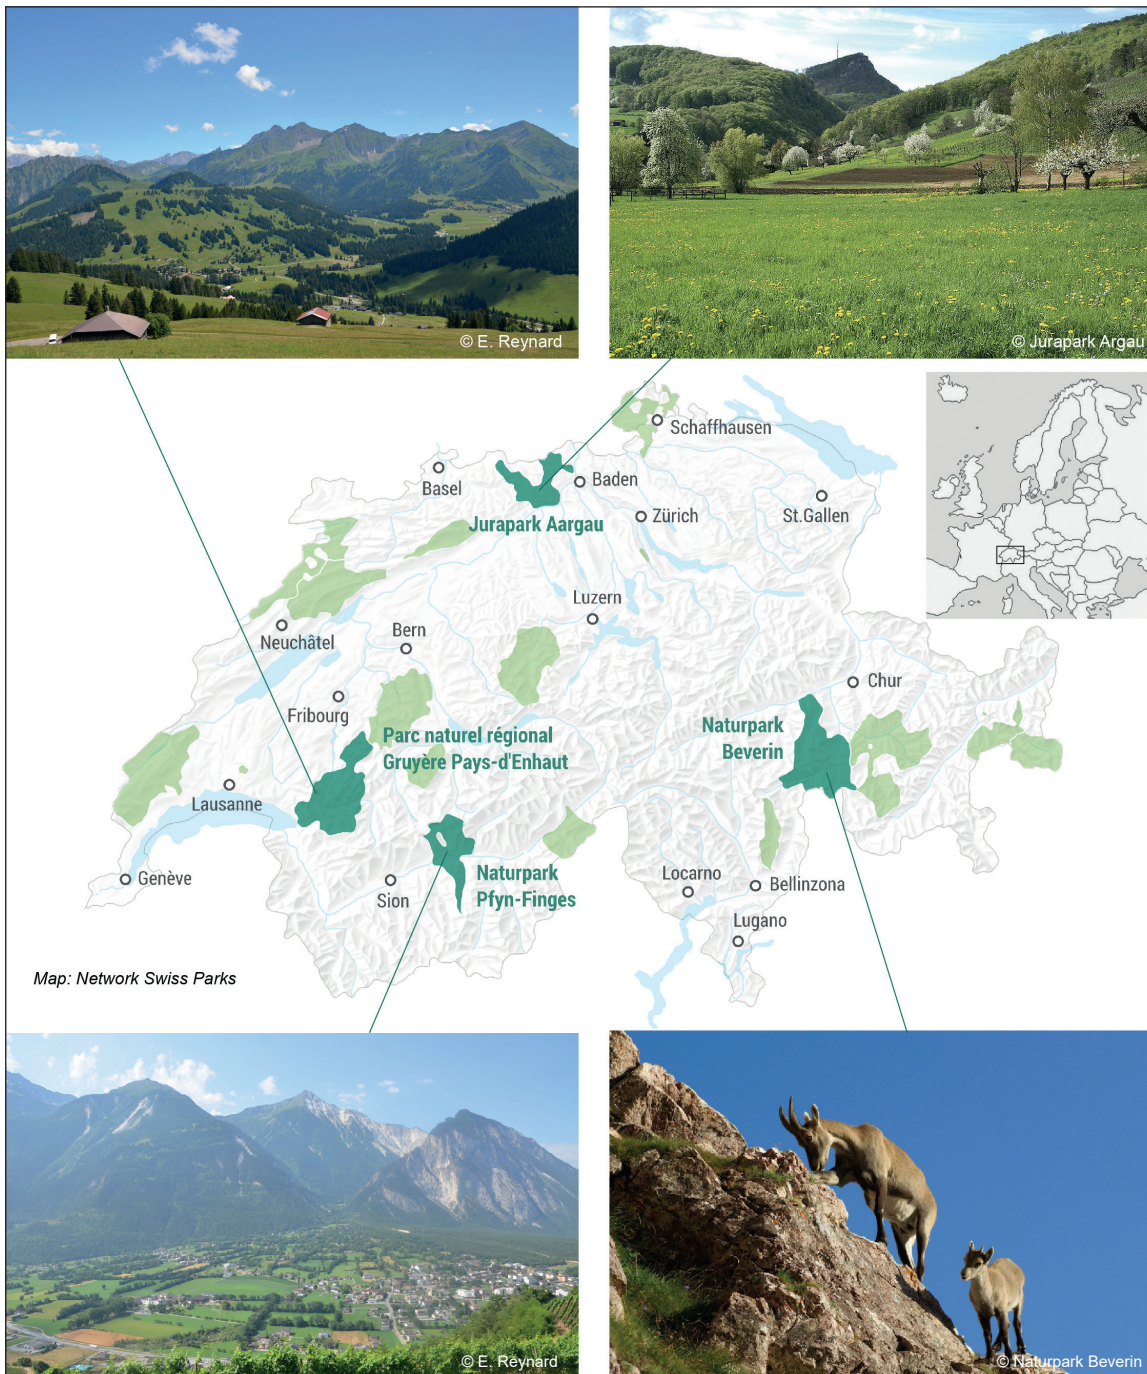 © E. Reynard
© Jurapark Argau
Schaffhausen
Basel
Baden
Zürich
St.Gallen
Jurapark Aargau
Luzern
Neuchâtel
Bern
Chur
Fribourg
Parc naturel régional
Gruyère Pays-d'Enhaut
Naturpark
Beverin
Lausanne
Genève
Sion
Naturpark
Pfyn-Finges
Locarno
Bellinzona
Lugano
Map: Network Swiss Parks
© E. Reynard
© Naturpark Beverin